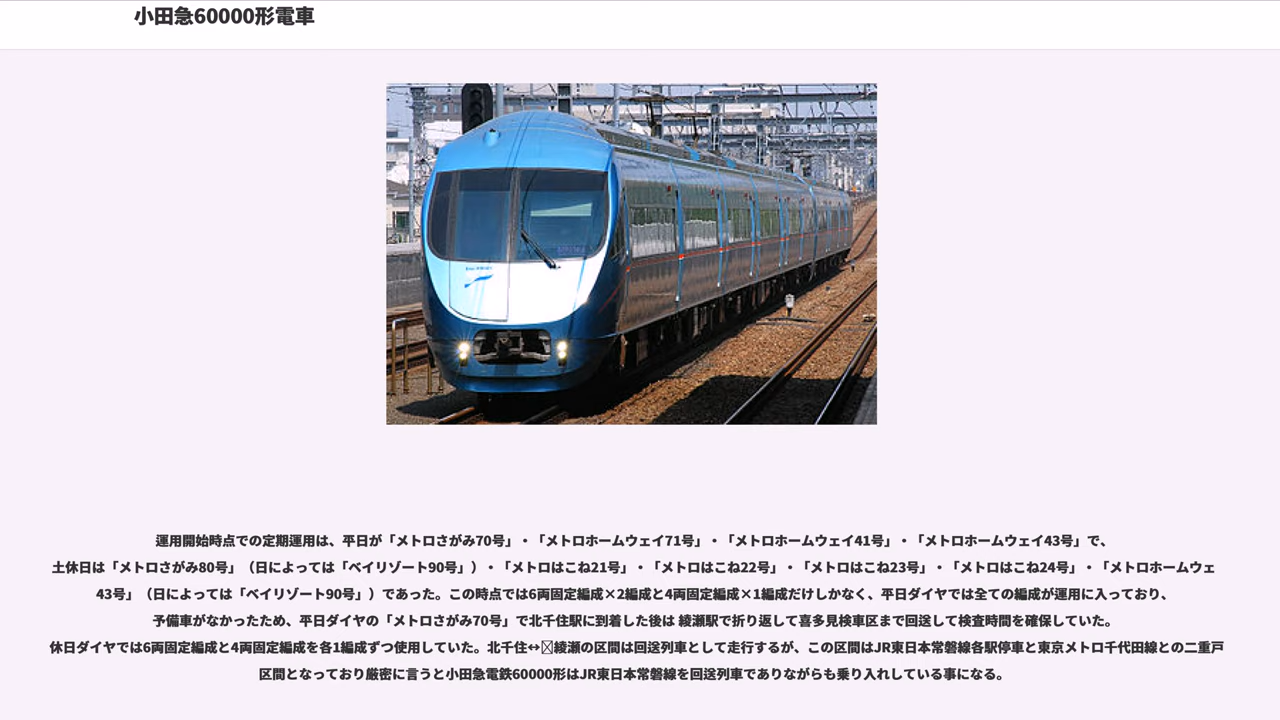 小田急60000形電車
運用開始時点での定期運用は、平日が「メトロさがみ70号」・「メトロホームウェイ71号」・「メトロホームウェイ41号」・「メトロホームウェイ43号」で、
土休日は「メトロさがみ80号」（日によっては「ベイリゾート90号」）・「メトロはこね21号」・「メトロはこね22号」・「メトロはこね23号」・「メトロはこね24号」・「メトロホームウェ
43号」（日によっては「ベイリゾート90号」）であった。この時点では6両固定編成×2編成と4両固定編成×1編成だけしかなく、平日ダイヤでは全ての編成が運用に入っており、
予備車がなかったため、平日ダイヤの「メトロさがみ70号」で北千住駅に到着した後は 綾瀬駅で折り返して喜多見検車区まで回送して検査時間を確保していた。
休日ダイヤでは6両固定編成と4両固定編成を各1編成ずつ使用していた。北千住↔綾瀬の区間は回送列車として走行するが、この区間はJR東日本常磐線各駅停車と東京メトロ千代田線との二重戸
区間となっており厳密に言うと小田急電鉄60000形はJR東日本常磐線を回送列車でありながらも乗り入れしている事になる。